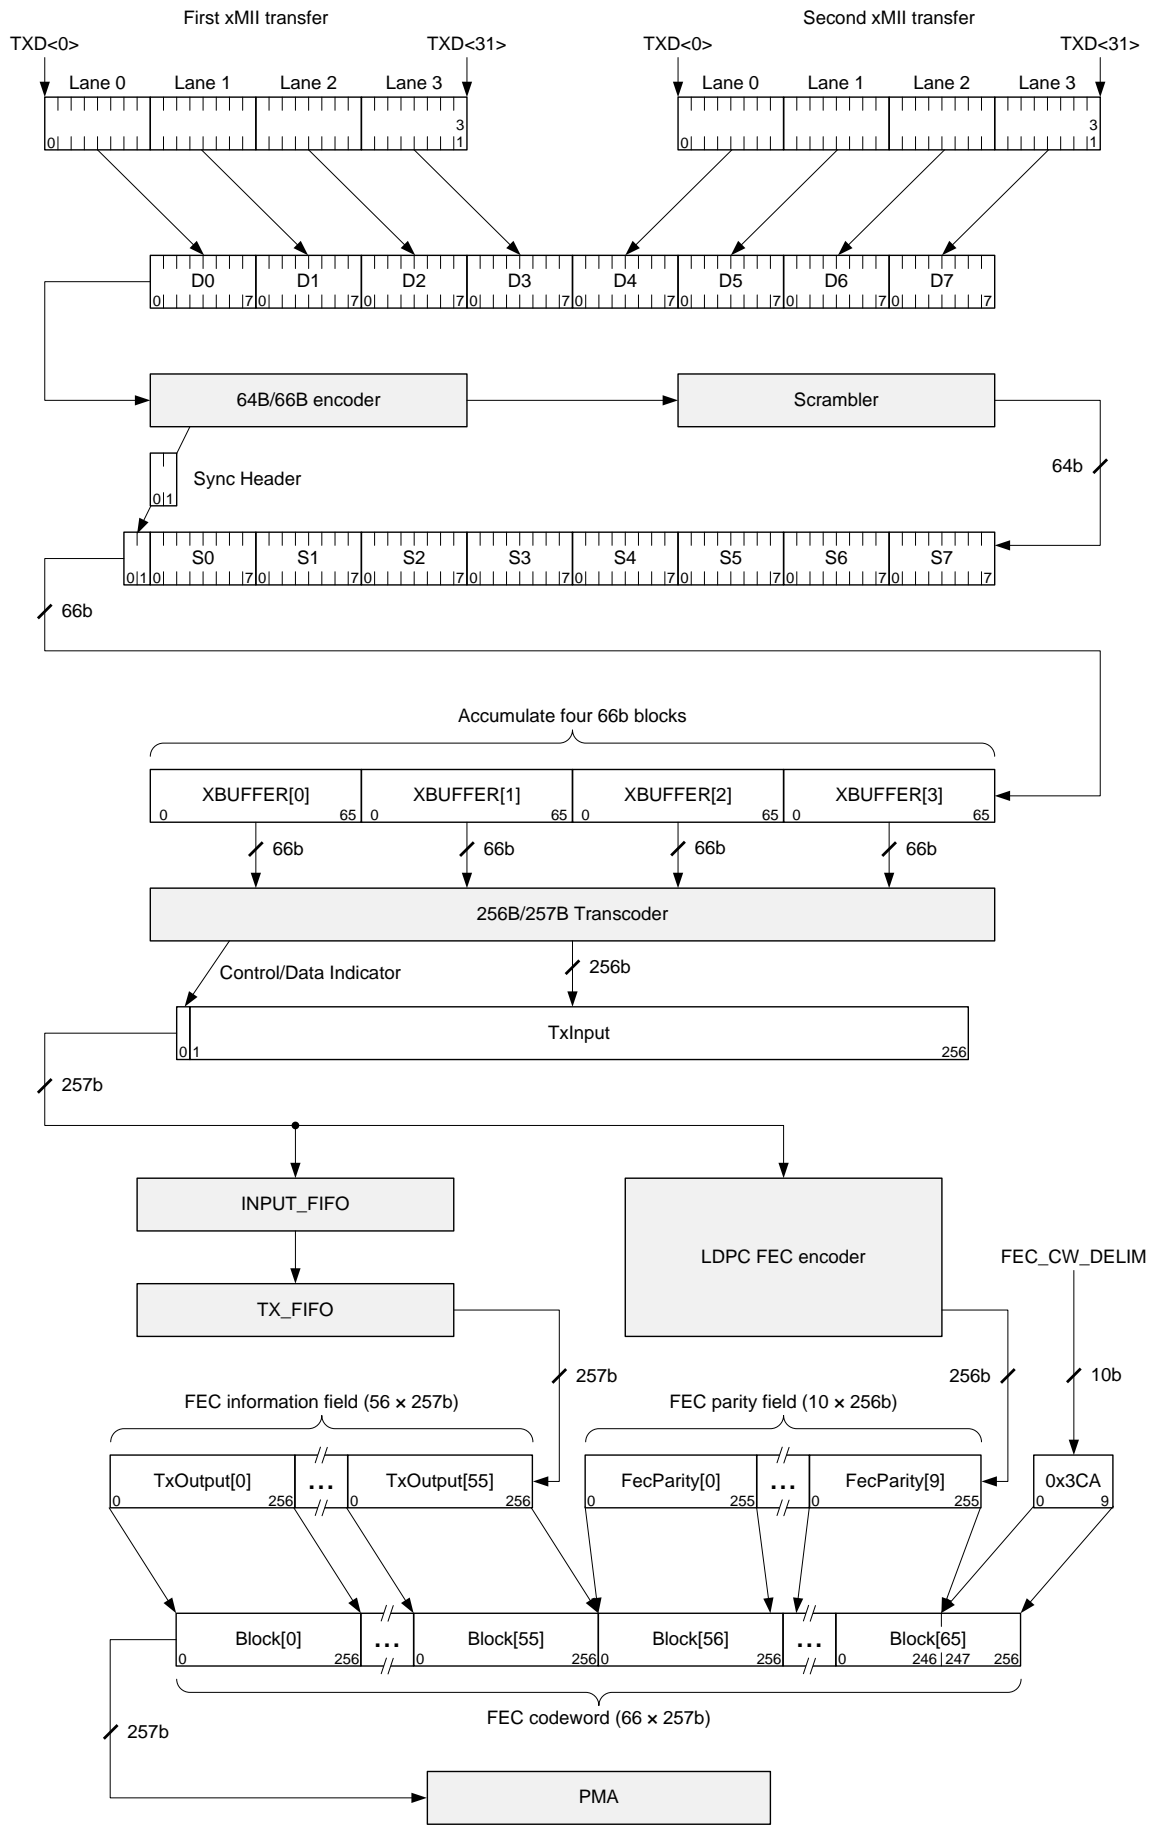 First xMII transfer Second xMII transfer
TXD<0> TXD<31> TXD<0> TXD<31>
Lane 0 Lane 1 Lane 2 Lane 3 Lane 0 Lane 1 Lane 2 Lane 3
0 31 0 31
D0 D1 D2 D3 D4 D5 D6 D7
0 7 0 7 0 7 0 7 0 7 0 7 0 7 0 7
64B/66B encoder Scrambler
Sync Header 64b
0 1
S0 S1 S2 S3 S4 S5 S6 S7
0 1 0 7 0 7 0 7 0 7 0 7 0 7 0 7 0 7
66b
Accumulate four 66b blocks
XBUFFER[0] XBUFFER[1] XBUFFER[2] XBUFFER[3]
0 65 0 65 0 65 0 65
66b 66b 66b 66b
256B/257B Transcoder
Control/Data Indicator 256b
TxInput
0 1 256
257b
INPUT_FIFO
LDPC FEC encoder FEC_CW_DELIM
TX_FIFO
257b 256b 10b
FEC information field (56 × 257b) FEC parity field (10 × 256b)
TxOutput[0] ... TxOutput[55] FecParity[0] ... FecParity[9] 0x3CA
0 256 0 256 0 255 0 255 0 9
Block[0] ... Block[55] Block[56] ... Block[65]
0 256 0 256 0 256 0 246 247 256
FEC codeword (66 × 257b)
257b
PMA